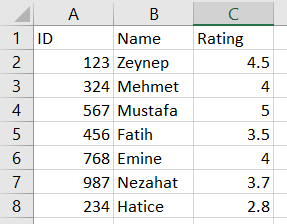 A B C
1 ID Name Rating
2 123 Zeynep 4.5
3 324 Mehmet 4
4 567 Mustafa 5
5 456 Fatih 3.5
6 768 Emine 4
7 987 Nezahat 3.7
8 234 Hatice 2.8